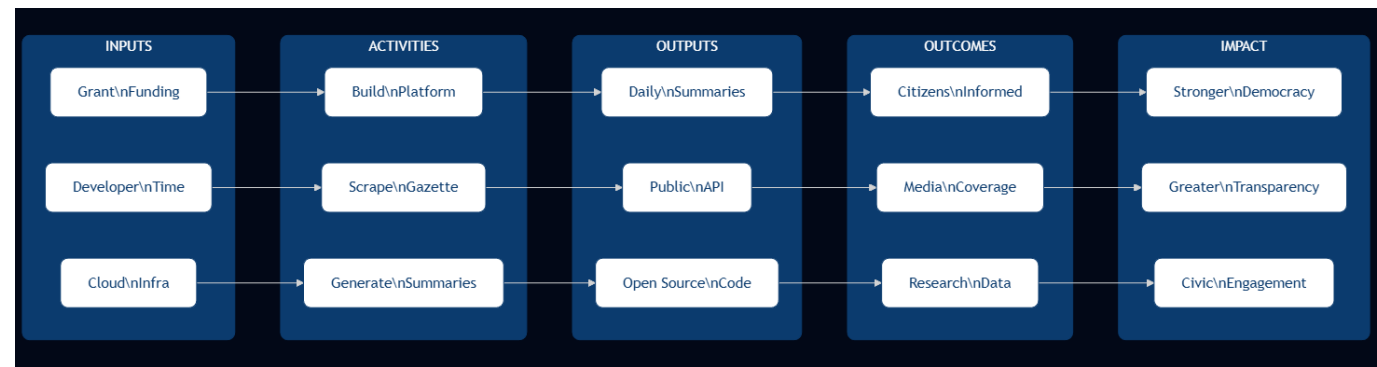 INPUTS
ACTIVITIES
OUTPUTS
OUTCOMES
IMPACT
Grant\nFunding
Build\nPlatform
Daily\nSummaries
Citizens\nInformed
Stronger\nDemocracy
Developer\nTime
Scrape\nGazette
Public\nAPI
Media\nCoverage
Greater\nTransparency
Cloud\nInfra
Generate\nSummaries
Open Source\nCode
Research\nData
Civic\nEngagement